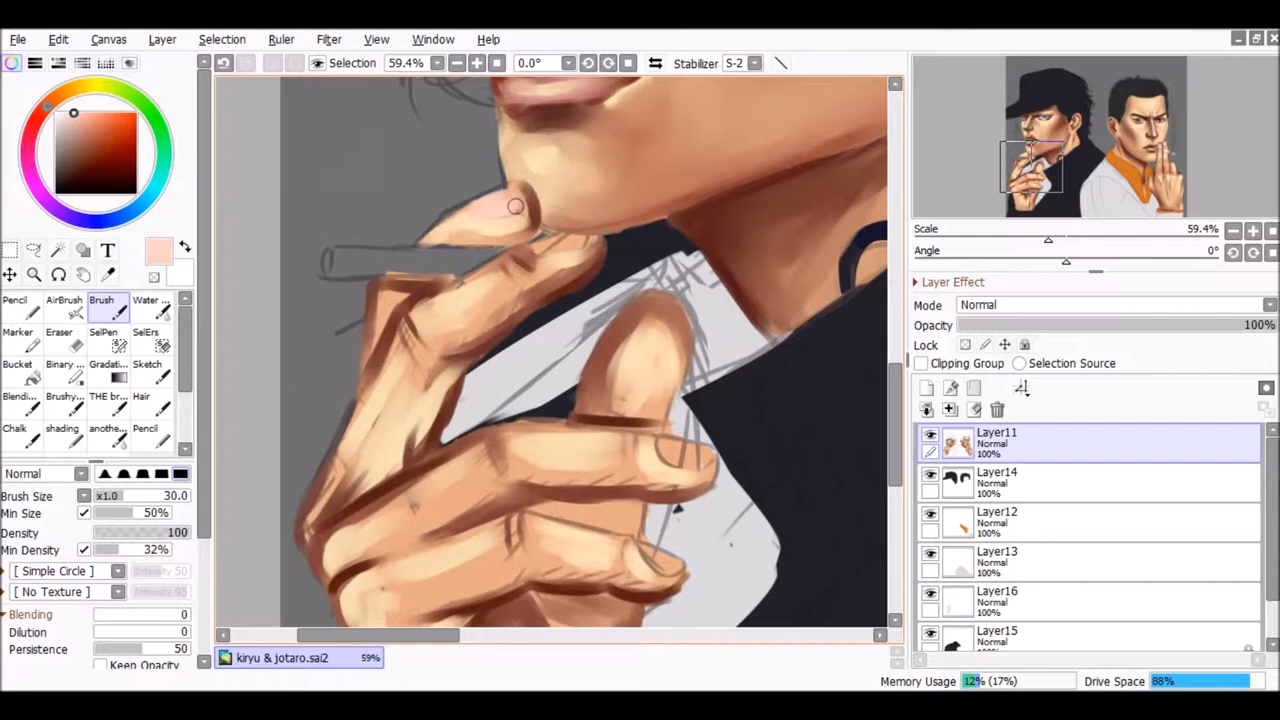 File Edit Canvas Layer Selection Ruler Filter View Window Help
Selection 59.4% 0.0° Stabilizer S-2
Scale 59.4%
Angle 0°
Layer Effect
Mode Normal
Opacity 100%
Lock
Clipping Group Selection Source
T
Pencil AirBrush Brush Water ...
Marker Eraser SelPen SelErs
Bucket Binary ... Gradati... Sketch
Blendi... Brushy... THE br... Hair
Chalk shading anothe... Pencil
Normal
Brush Size x1.0 30.0
Min Size 50%
Density 100
Min Density 32%
[ Simple Circle ] Intensity 50
[ No Texture ] Intensity 95
Blending 0
Dilution 0
Persistence 50
Keep Opacity
Layer11
Normal
100%
Layer14
Normal
100%
Layer12
Normal
100%
Layer13
Normal
100%
Layer16
Normal
100%
Layer15
Normal
100%
kiryu & jotaro.sai2 59%
Memory Usage 12% (17%) Drive Space 88%